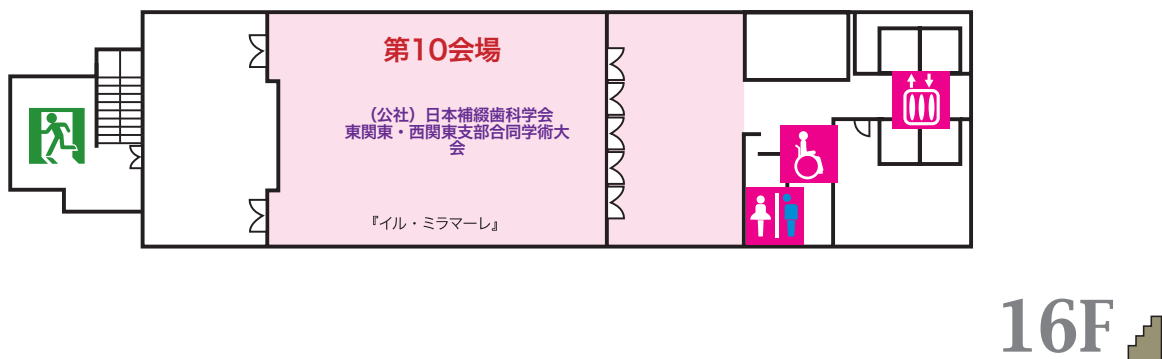 第10会場
（公社）日本補綴歯科学会
東関東・西関東支部合同学術大
会
『イル・ミラマーレ』
16F